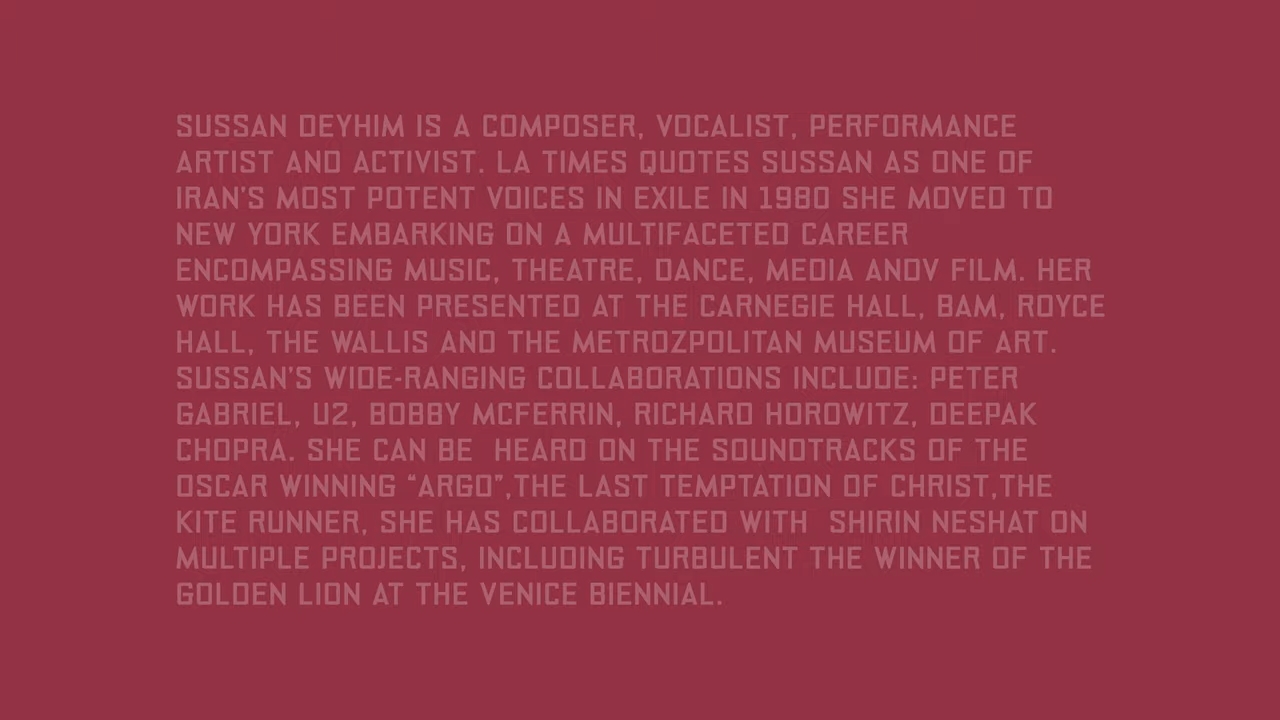 SUSSAN DEYHIM IS A COMPOSER, VOCALIST, PERFORMANCE
ARTIST AND ACTIVIST. LA TIMES QUOTES SUSSAN AS ONE OF
IRAN'S MOST POTENT VOICES IN EXILE IN 1980 SHE MOVED TO
NEW YORK EMBARKING ON A MULTIFACETED CAREER
ENCOMPASSING MUSIC, THEATRE, DANCE, MEDIA ANDV FILM. HER
WORK HAS BEEN PRESENTED AT THE CARNEGIE HALL, BAM, ROYCE
HALL, THE WALLIS AND THE METROZPOLITAN MUSEUM OF ART.
SUSSAN'S WIDE-RANGING COLLABORATIONS INCLUDE: PETER
GABRIEL, U2, BOBBY MCFERRIN, RICHARD HOROWITZ, DEEPAK
CHOPRA. SHE CAN BE  HEARD ON THE SOUNDTRACKS OF THE
OSCAR WINNING “ARGO”,THE LAST TEMPTATION OF CHRIST,THE
KITE RUNNER, SHE HAS COLLABORATED WITH  SHIRIN NESHAT ON
MULTIPLE PROJECTS, INCLUDING TURBULENT THE WINNER OF THE
GOLDEN LION AT THE VENICE BIENNIAL.